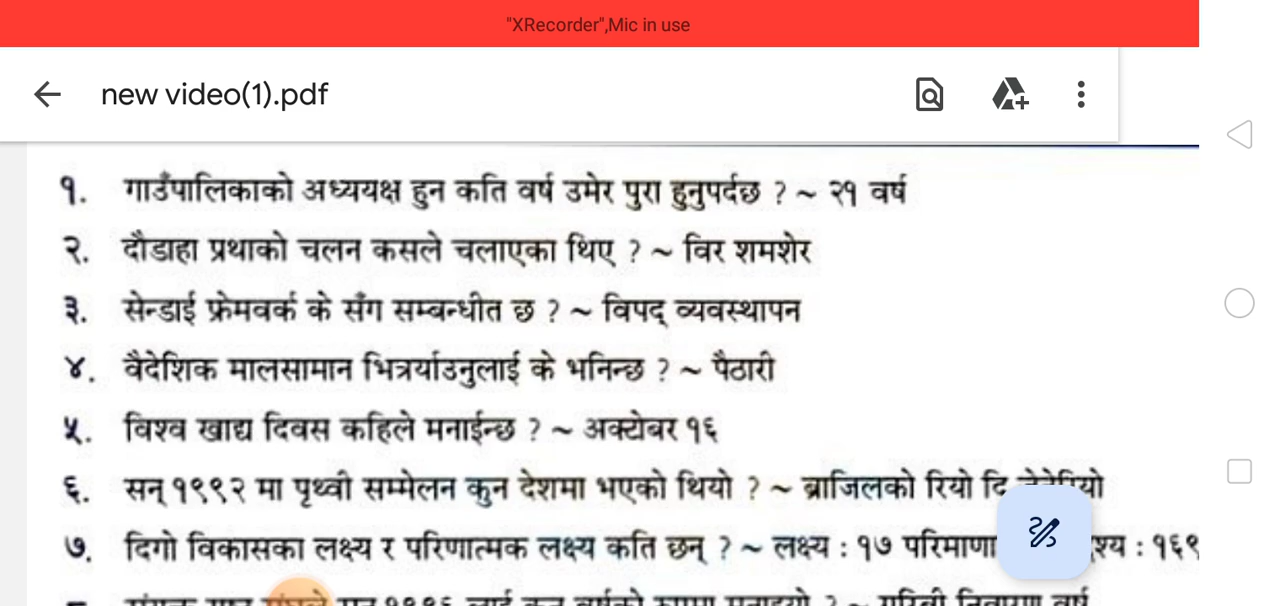 "XRecorder",Mic in use
new video(1).pdf
१. गाउँपालिकाको अध्ययक्ष हुन कति वर्ष उमेर पुरा हुनुपर्दछ ? ~ २१ वर्ष
२. दौडाहा प्रथाको चलन कसले चलाएका थिए ? ~ विर शमशेर
३. सेन्डाई फ्रेमवर्क के सँग सम्बन्धीत छ ? ~ विपद् व्यवस्थापन
४. वैदेशिक मालसामान भित्रर्याउनुलाई के भनिन्छ ? ~ पैठारी
५. विश्व खाद्य दिवस कहिले मनाईन्छ ? ~ अक्टोबर १६
६. सन् १९९२ मा पृथ्वी सम्मेलन कुन देशमा भएको थियो ? ~ ब्राजिलको रियो दि
७. दिगो विकासका लक्ष्य र परिणात्मक लक्ष्य कति छन् ? ~ लक्ष्य : १७ : १६९